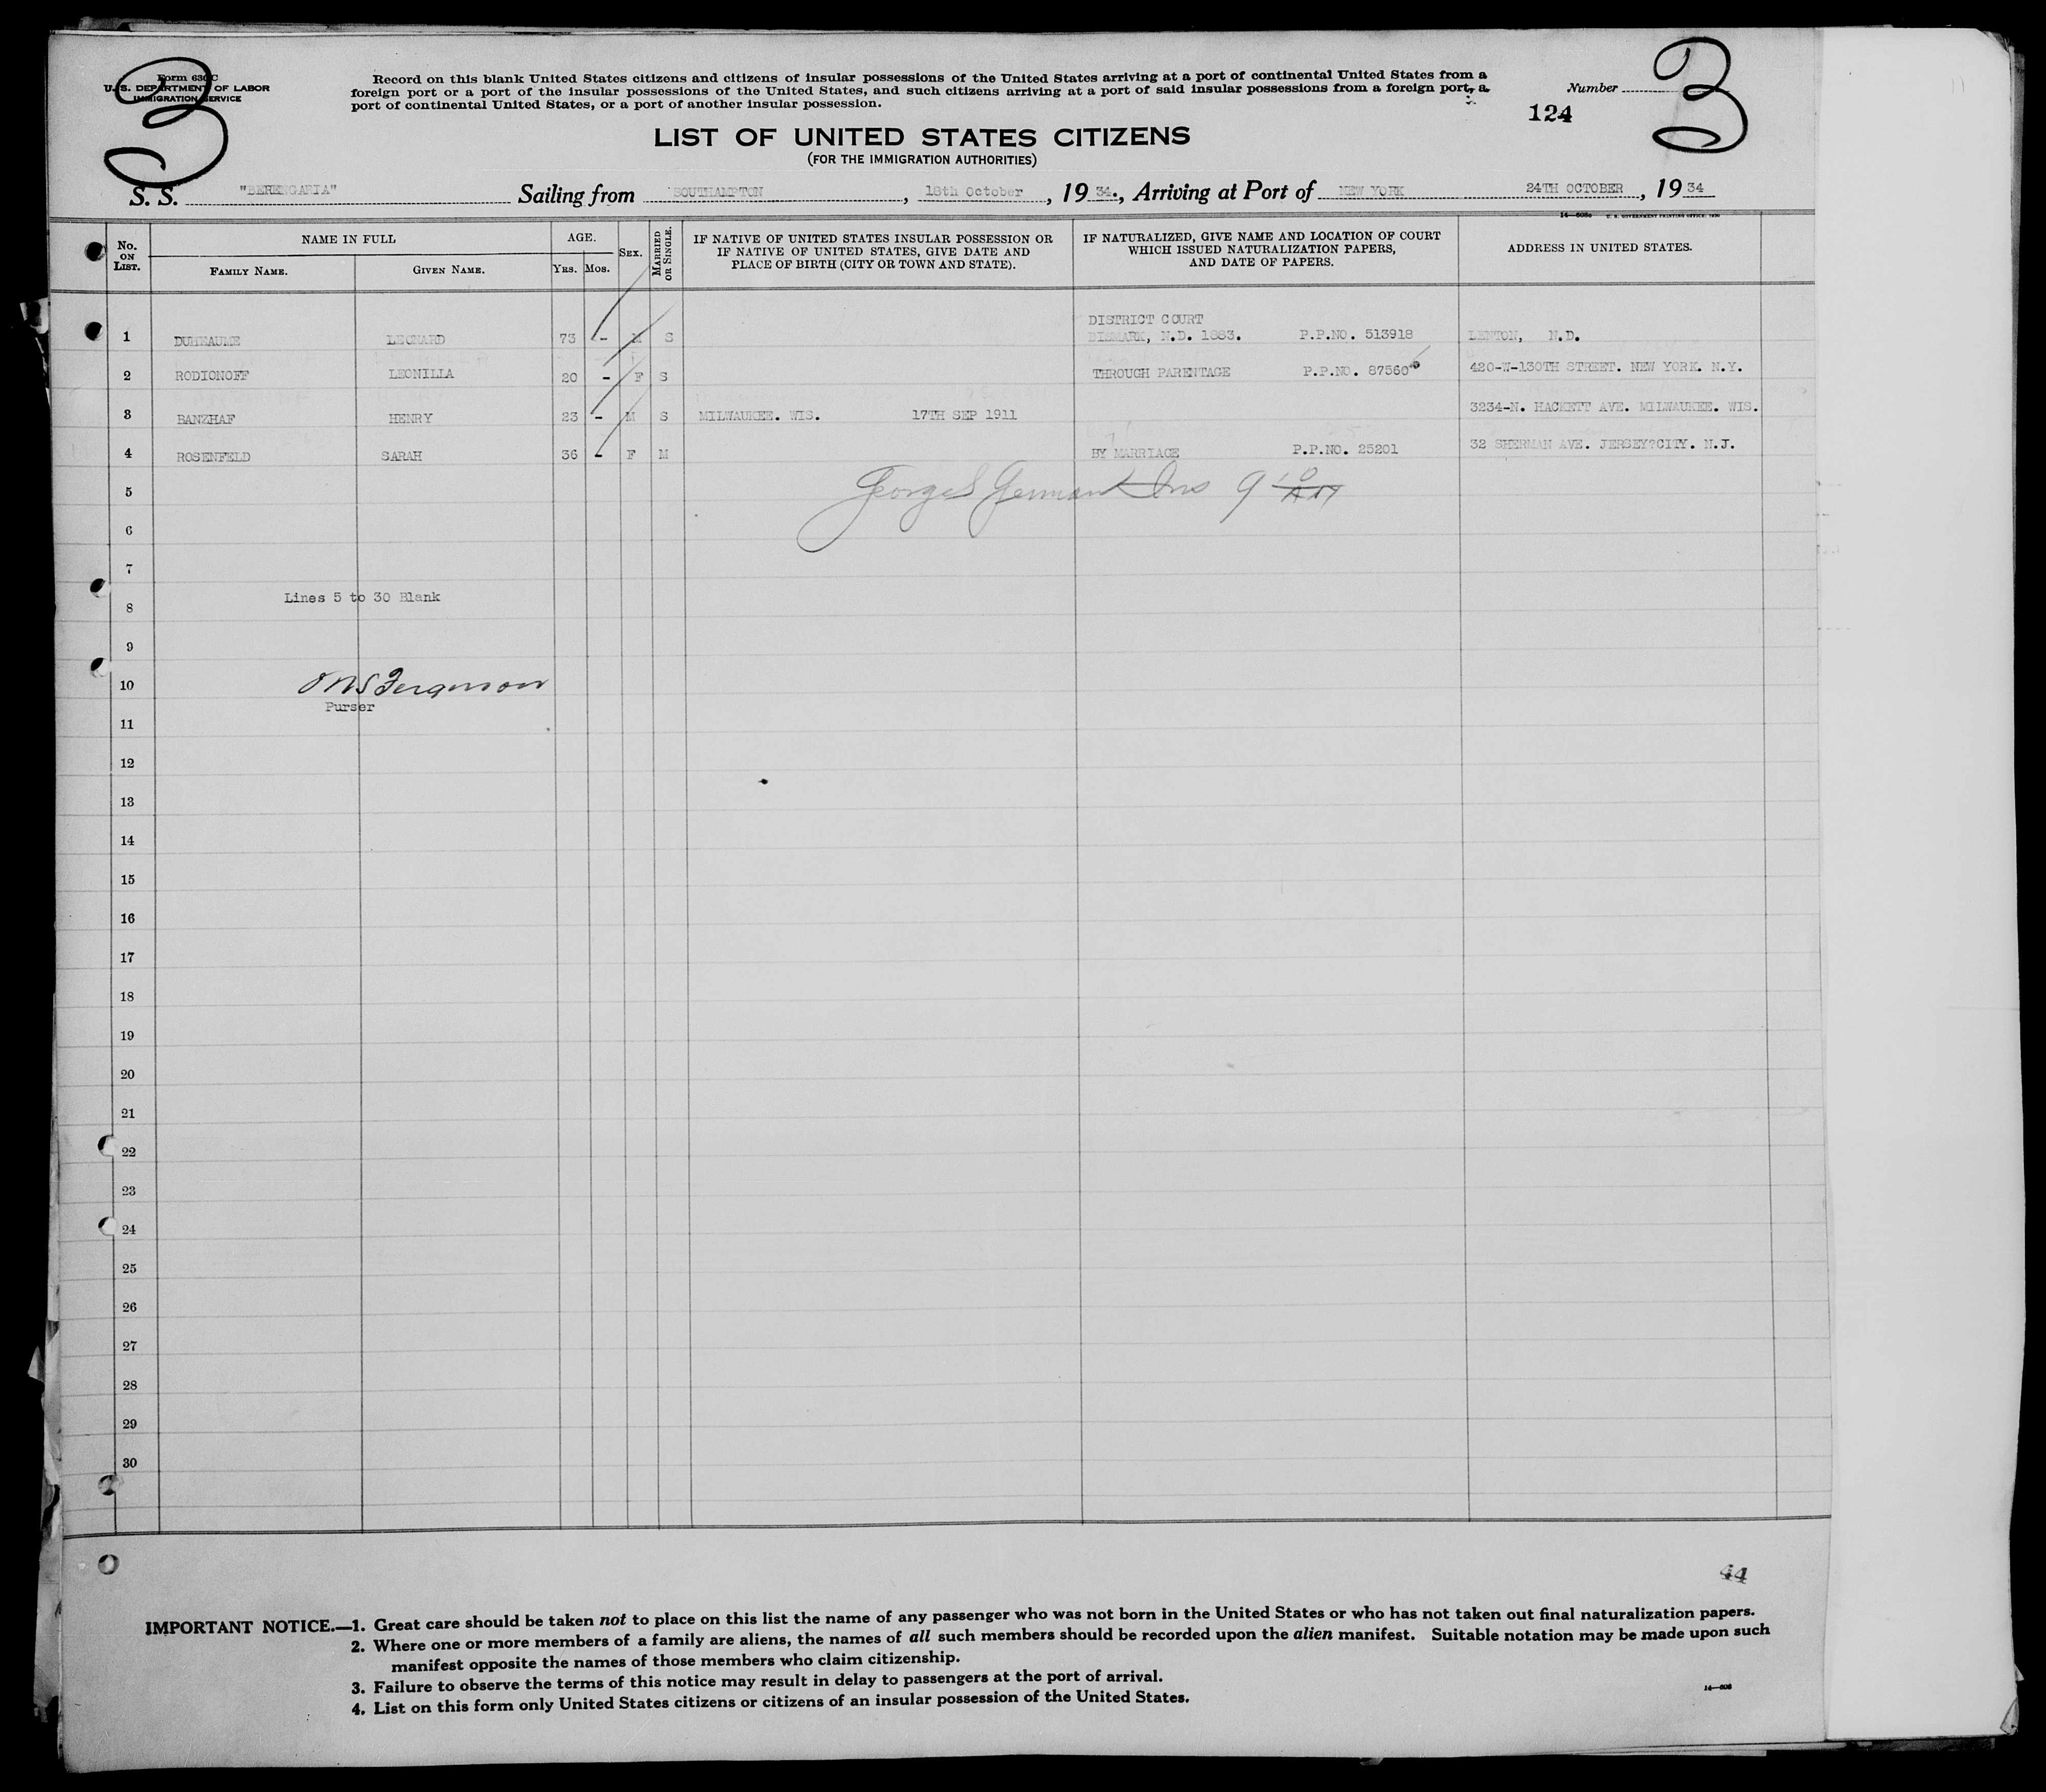 Form 630 C
U. S. DEPARTMENT OF LABOR
IMMIGRATION SERVICE
3
Record on this blank United States citizens and citizens of insular possessions of the United States arriving at a port of continental United States from a
foreign port or a port of the insular possessions of the United States, and such citizens arriving at a port of said insular possessions from a foreign port, a
port of continental United States, or a port of another insular possession.
Number
124
3
LIST OF UNITED STATES CITIZENS
(FOR THE IMMIGRATION AUTHORITIES)
S. S. "BERENGARIA" Sailing from SOUTHAMPTON, 18th October, 1934., Arriving at Port of NEW YORK 24TH OCTOBER, 1934
No. ON LIST. NAME IN FULL FAMILY NAME. GIVEN NAME. AGE. YRS. MOS. SEX. MARRIED OR SINGLE. IF NATIVE OF UNITED STATES INSULAR POSSESSION OR IF NATIVE OF UNITED STATES, GIVE DATE AND PLACE OF BIRTH (CITY OR TOWN AND STATE). IF NATURALIZED, GIVE NAME AND LOCATION OF COURT WHICH ISSUED NATURALIZATION PAPERS, AND DATE OF PAPERS. ADDRESS IN UNITED STATES.
DISTRICT COURT
1 DUHEAUME LEONARD 73 - M S BISMARK, N.D. 1883. P.P.NO. 513918 LENTON, N.D.
2 RODIONOFF LEONILLA 20 - F S THROUGH PARENTAGE P.P.NO. 87560 420-W-130TH STREET. NEW YORK. N.Y.
3 BANZHAF HENRY 23 - M S MILWAUKEE. WIS. 17TH SEP 1911 3234-N. HACKETT AVE. MILWAUKEE. WIS.
4 ROSENFELD SARAH 36 - F M BY MARRIAGE P.P.NO. 25201 32 SHERMAN AVE. JERSEY?CITY. N.J.
5
6
7
Lines 5 to 30 Blank
8
9
10 Ferguson
Purser
11
12
13
14
15
16
17
18
19
20
21
22
23
24
25
26
27
28
29
30
44
IMPORTANT NOTICE.—1. Great care should be taken not to place on this list the name of any passenger who was not born in the United States or who has not taken out final naturalization papers.
2. Where one or more members of a family are aliens, the names of all such members should be recorded upon the alien manifest. Suitable notation may be made upon such
manifest opposite the names of those members who claim citizenship.
3. Failure to observe the terms of this notice may result in delay to passengers at the port of arrival.
4. List on this form only United States citizens or citizens of an insular possession of the United States.